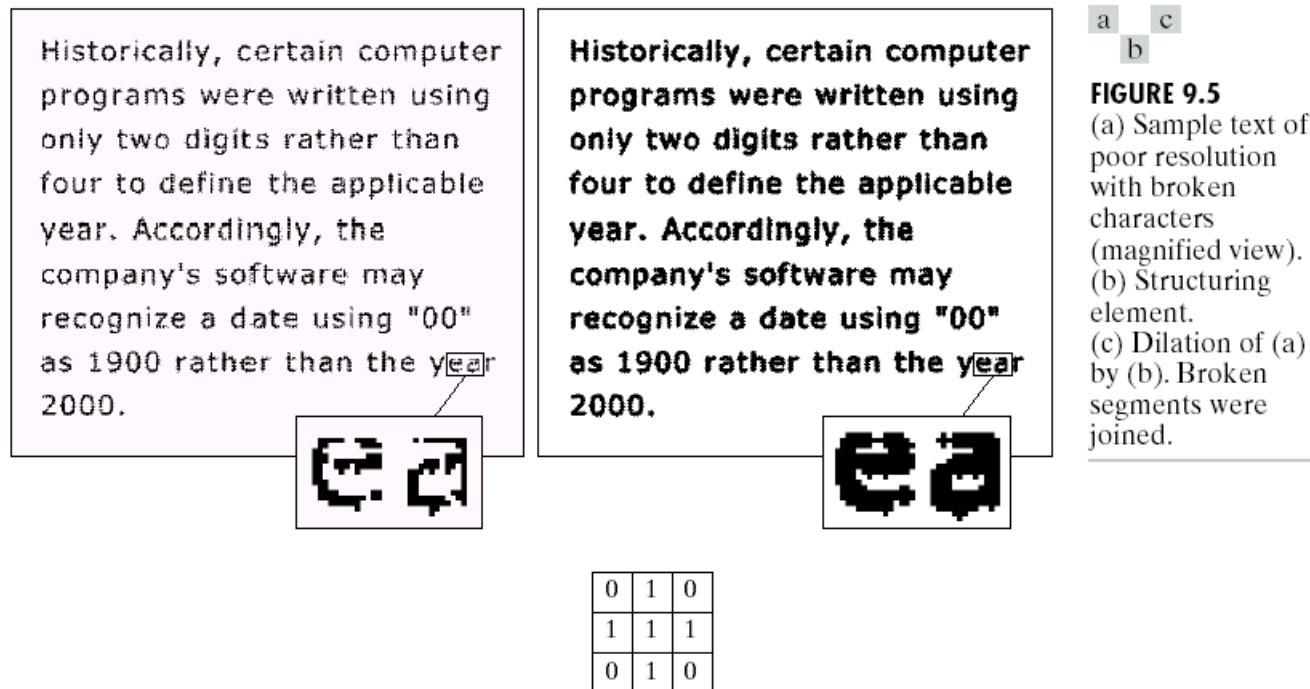 Historically, certain computer
programs were written using
only two digits rather than
four to define the applicable
year. Accordingly, the
company's software may
recognize a date using "00"
as 1900 rather than the year
2000.
e a
Historically, certain computer
programs were written using
only two digits rather than
four to define the applicable
year. Accordingly, the
company's software may
recognize a date using "00"
as 1900 rather than the year
2000.
ea
a c
b
FIGURE 9.5
(a) Sample text of
poor resolution
with broken
characters
(magnified view).
(b) Structuring
element.
(c) Dilation of (a)
by (b). Broken
segments were
joined.
0 1 0
1 1 1
0 1 0